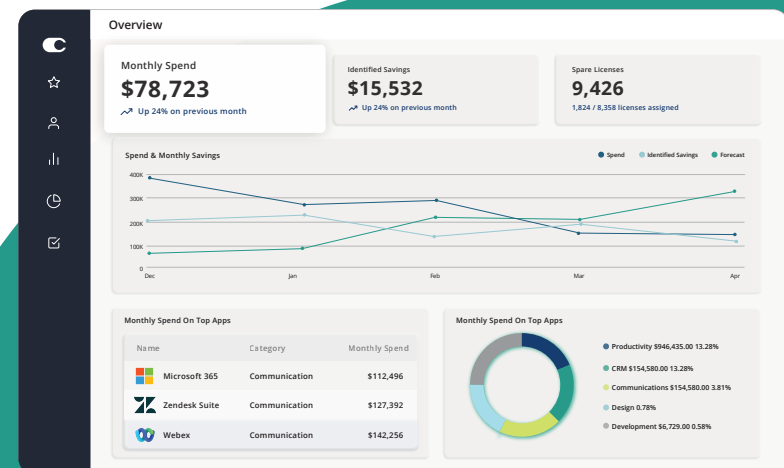 Overview
Monthly Spend
$78,723
Up 24% on previous month
Identified Savings
$15,532
Up 24% on previous month
Spare Licenses
9,426
1,824 / 8,358 licenses assigned
Spend & Monthly Savings
Spend Identified Savings Forecast
400K
300K
200K
100K
0
Dec Jan Feb Mar Apr
Monthly Spend On Top Apps
Name Category Monthly Spend
Microsoft 365 Communication $112,496
Zendesk Suite Communication $127,392
Webex Communication $142,256
Monthly Spend On Top Apps
Productivity $946,435.00 13.28%
CRM $154,580.00 13.28%
Communications $154,580.00 3.81%
Design 0.78%
Development $6,729.00 0.58%